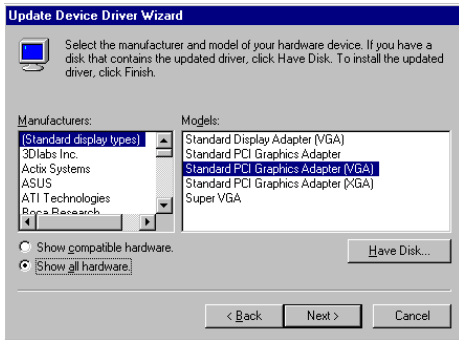 Update Device Driver Wizard
Select the manufacturer and model of your hardware device. If you have a
disk that contains the updated driver, click Have Disk. To install the updated
driver, click Finish.
Manufacturers:
(Standard display types)
3Dlabs Inc.
Actix Systems
ASUS
ATI Technologies
Boca Research
Models:
Standard Display Adapter (VGA)
Standard PCI Graphics Adapter
Standard PCI Graphics Adapter (VGA)
Standard PCI Graphics Adapter (XGA)
Super VGA
Show compatible hardware.
Show all hardware.
Have Disk...
< Back
Next >
Cancel